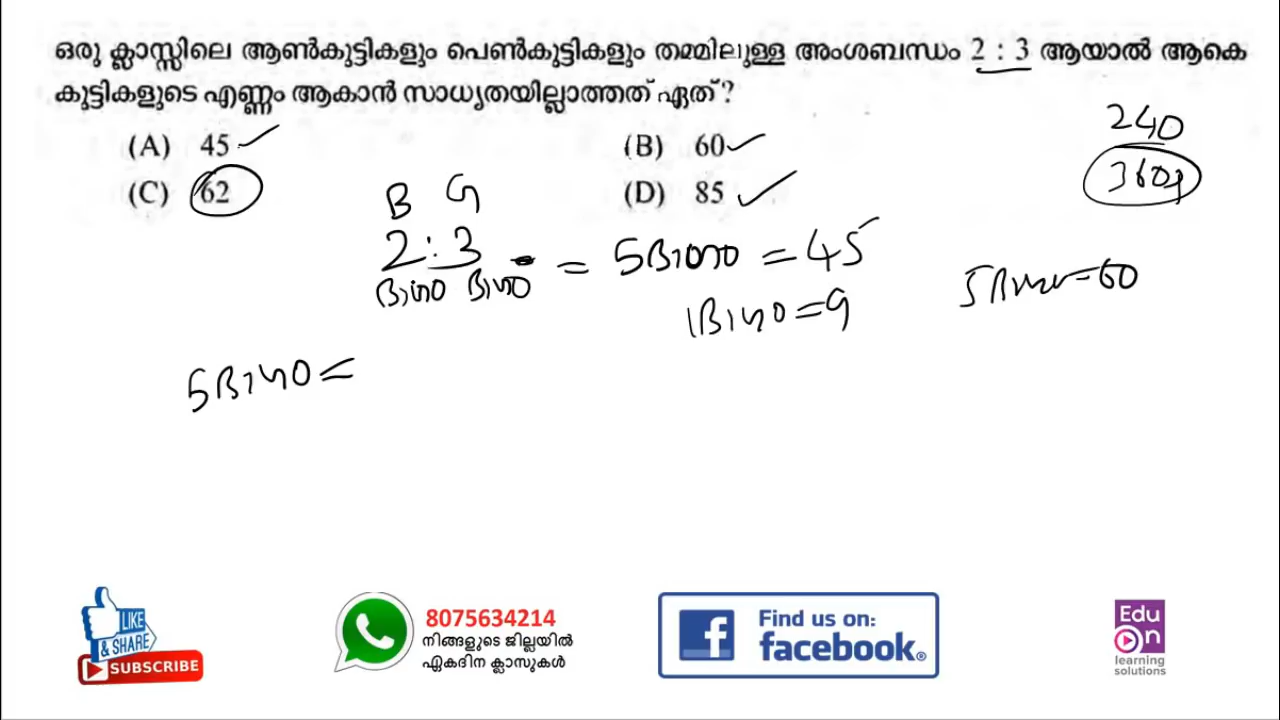 ഒരു ക്ലാസ്സിലെ ആൺകുട്ടികളും പെൺകുട്ടികളും തമ്മിലുള്ള അംശബന്ധം 2 : 3 ആയാൽ ആകെ
കുട്ടികളുടെ എണ്ണം ആകാൻ സാധ്യതയില്ലാത്തത് ഏത്?
(A) 45 (B) 60
(C) 62 (D) 85
240
360
B G
2:3 = 5 ഭാഗം = 45
ഭാഗം ഭാഗം
1 ഭാഗം = 9
5 =60
5 ഭാഗം =
LIKE
& SHARE
SUBSCRIBE
8075634214
നിങ്ങളുടെ ജില്ലയിൽ
ഏകദിന ക്ലാസുകൾ
Find us on:
facebook®
Edu
On
learning
solutions